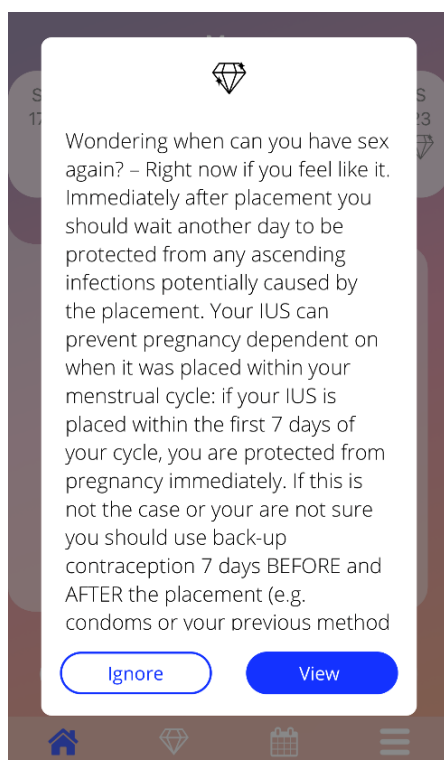 S
S
17
23
Wondering when can you have sex
again? – Right now if you feel like it.
Immediately after placement you
should wait another day to be
protected from any ascending
infections potentially caused by
the placement. Your IUS can
prevent pregnancy dependent on
when it was placed within your
menstrual cycle: if your IUS is
placed within the first 7 days of
your cycle, you are protected from
pregnancy immediately. If this is
not the case or your are not sure
you should use back-up
contraception 7 days BEFORE and
AFTER the placement (e.g.
condoms or your previous method
Ignore
View